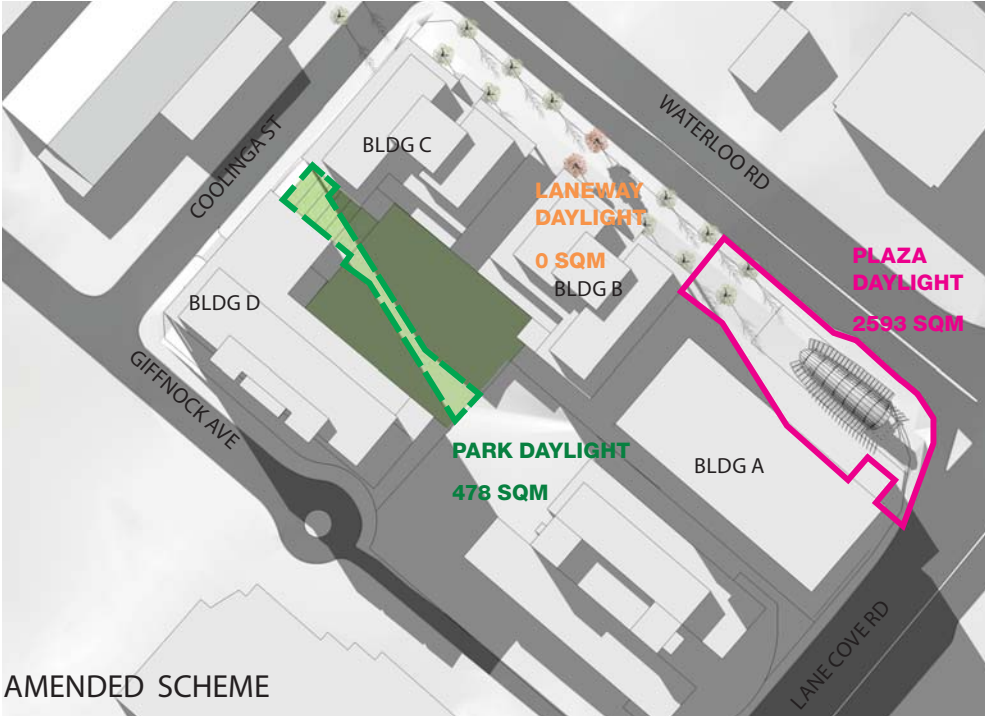 COOLINGA ST
BLDG C
WATERLOO RD
LANEWAY
DAYLIGHT
0 SQM
BLDG B
PLAZA
DAYLIGHT
2593 SQM
BLDG D
GIFFNOCK AVE
PARK DAYLIGHT
478 SQM
BLDG A
LANE COVE RD
AMENDED SCHEME